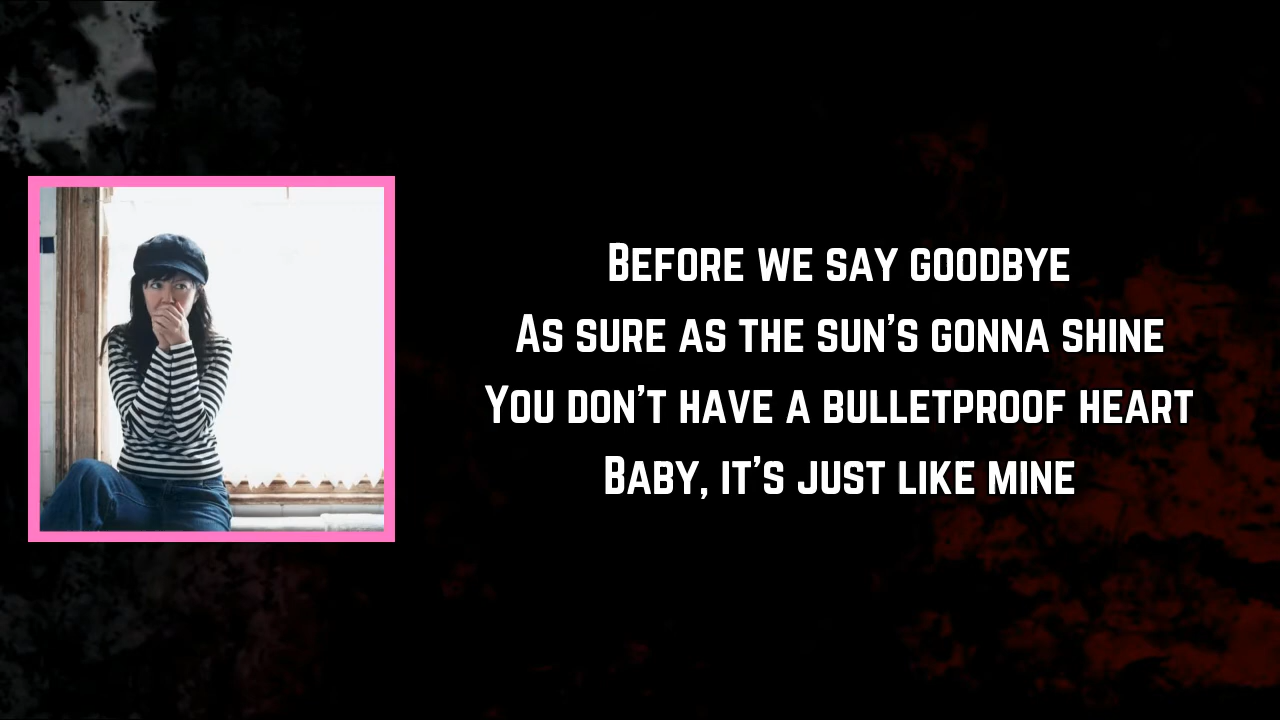 Before we say goodbye
As sure as the sun's gonna shine
You don't have a bulletproof heart
Baby, it's just like mine